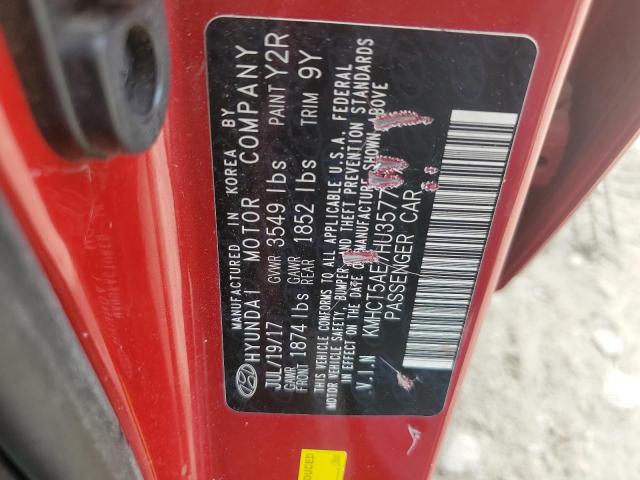 MANUFACTURED IN KOREA BY
HYUNDAI MOTOR COMPANY
JUL/19/17 GVWR 3549 lbs PAINT Y2R
GAWR FRONT 1874 lbs GAWR REAR 1852 lbs TRIM 9Y
THIS VEHICLE CONFORMS TO ALL APPLICABLE U.S.A. FEDERAL
MOTOR VEHICLE SAFETY, BUMPER AND THEFT PREVENTION STANDARDS
IN EFFECT ON THE DATE OF MANUFACTURE SHOWN ABOVE
V.I.N KMHCT5AE HU3577
PASSENGER CAR